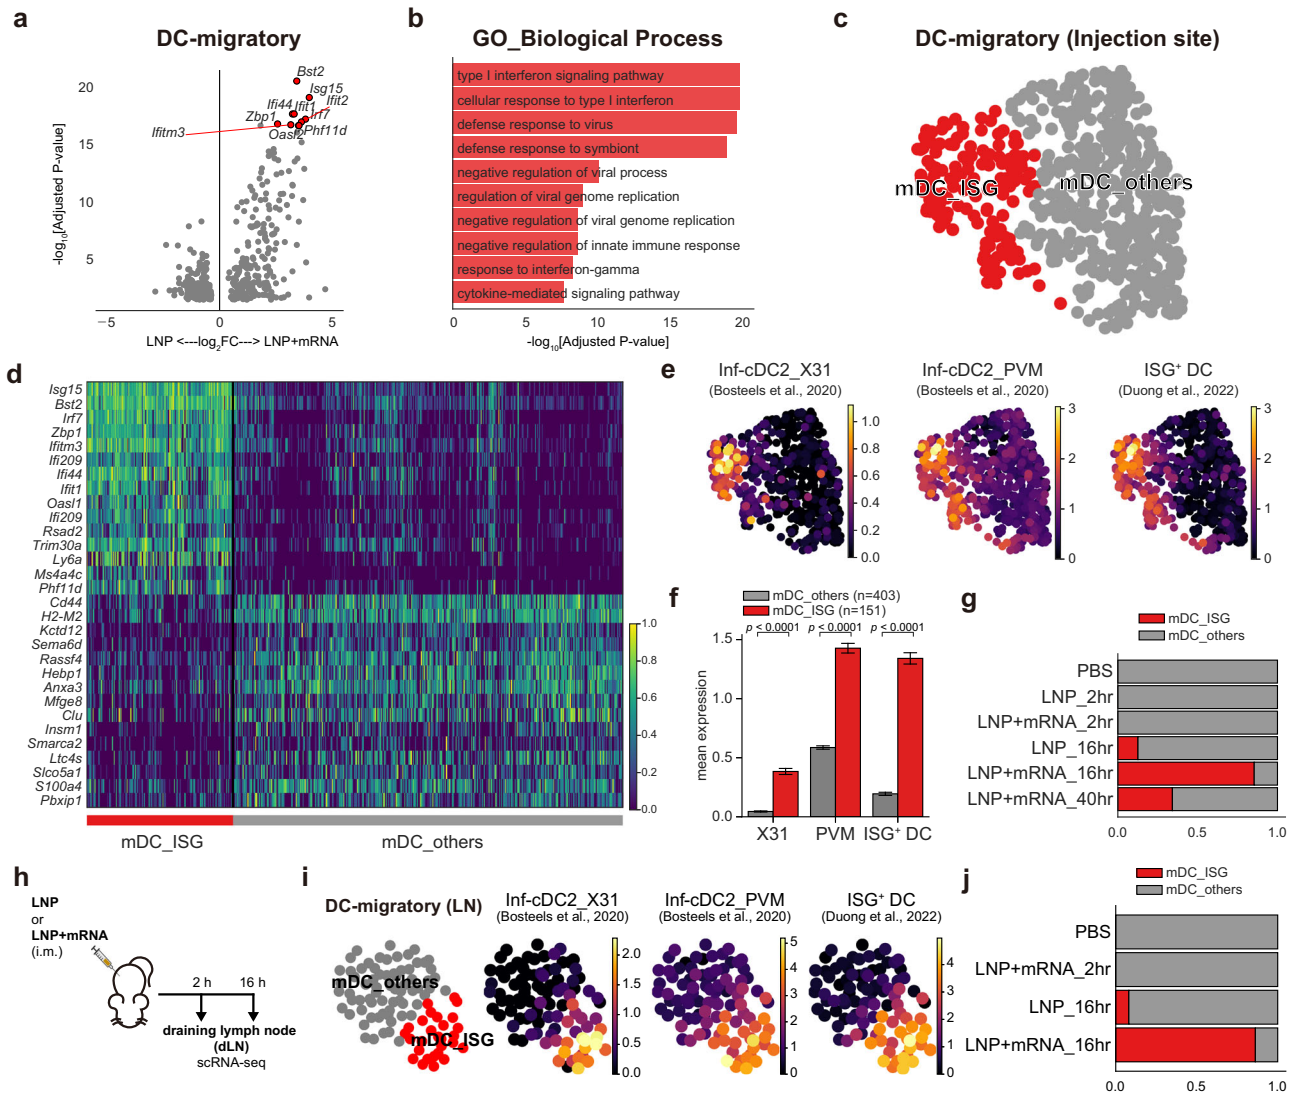 a
DC-migratory
-log10[Adjusted P-value]
20
15
10
5
Bst2
Isg15
Ifit2
Ifi44
Ifit1
Irf7
Zbp1
Ifitm3
Oasl2
Phf11d
−5
0
5
LNP <---log2FC---> LNP+mRNA
b
GO_Biological Process
type I interferon signaling pathway
cellular response to type I interferon
defense response to virus
defense response to symbiont
negative regulation of viral process
regulation of viral genome replication
negative regulation of viral genome replication
negative regulation of innate immune response
response to interferon-gamma
cytokine-mediated signaling pathway
0 5 10 15 20
-log10[Adjusted P-value]
c
DC-migratory (Injection site)
mDC_ISG
mDC_others
d
Isg15
Bst2
Irf7
Zbp1
Ifitm3
Ifi209
Ifi44
Ifit1
Oasl1
Ifi209
Rsad2
Trim30a
Ly6a
Ms4a4c
Phf11d
Cd44
H2-M2
Kctd12
Sema6d
Rassf4
Hebp1
Anxa3
Mfge8
Clu
Insm1
Smarca2
Ltc4s
Slco5a1
S100a4
Pbxip1
1.0
0.8
0.6
0.4
0.2
0.0
mDC_ISG
mDC_others
e
Inf-cDC2_X31
(Bosteels et al., 2020)
1.0
0.8
0.6
0.4
0.2
0.0
Inf-cDC2_PVM
(Bosteels et al., 2020)
3
2
1
0
ISG+ DC
(Duong et al., 2022)
3
2
1
0
f
mDC_others (n=403)
mDC_ISG (n=151)
p < 0.0001 p < 0.0001 p < 0.0001
mean expression
1.5
1.0
0.5
0.0
X31 PVM ISG+ DC
g
mDC_ISG
mDC_others
PBS
LNP_2hr
LNP+mRNA_2hr
LNP_16hr
LNP+mRNA_16hr
LNP+mRNA_40hr
0.0 0.5 1.0
h
LNP
or
LNP+mRNA
(i.m.)
2 h 16 h
draining lymph node
(dLN)
scRNA-seq
i
DC-migratory (LN)
mDC_others
mDC_ISG
Inf-cDC2_X31
(Bosteels et al., 2020)
2.0
1.5
1.0
0.5
0.0
Inf-cDC2_PVM
(Bosteels et al., 2020)
5
4
3
2
1
0
ISG+ DC
(Duong et al., 2022)
4
3
2
1
0
j
mDC_ISG
mDC_others
PBS
LNP+mRNA_2hr
LNP_16hr
LNP+mRNA_16hr
0.0 0.5 1.0